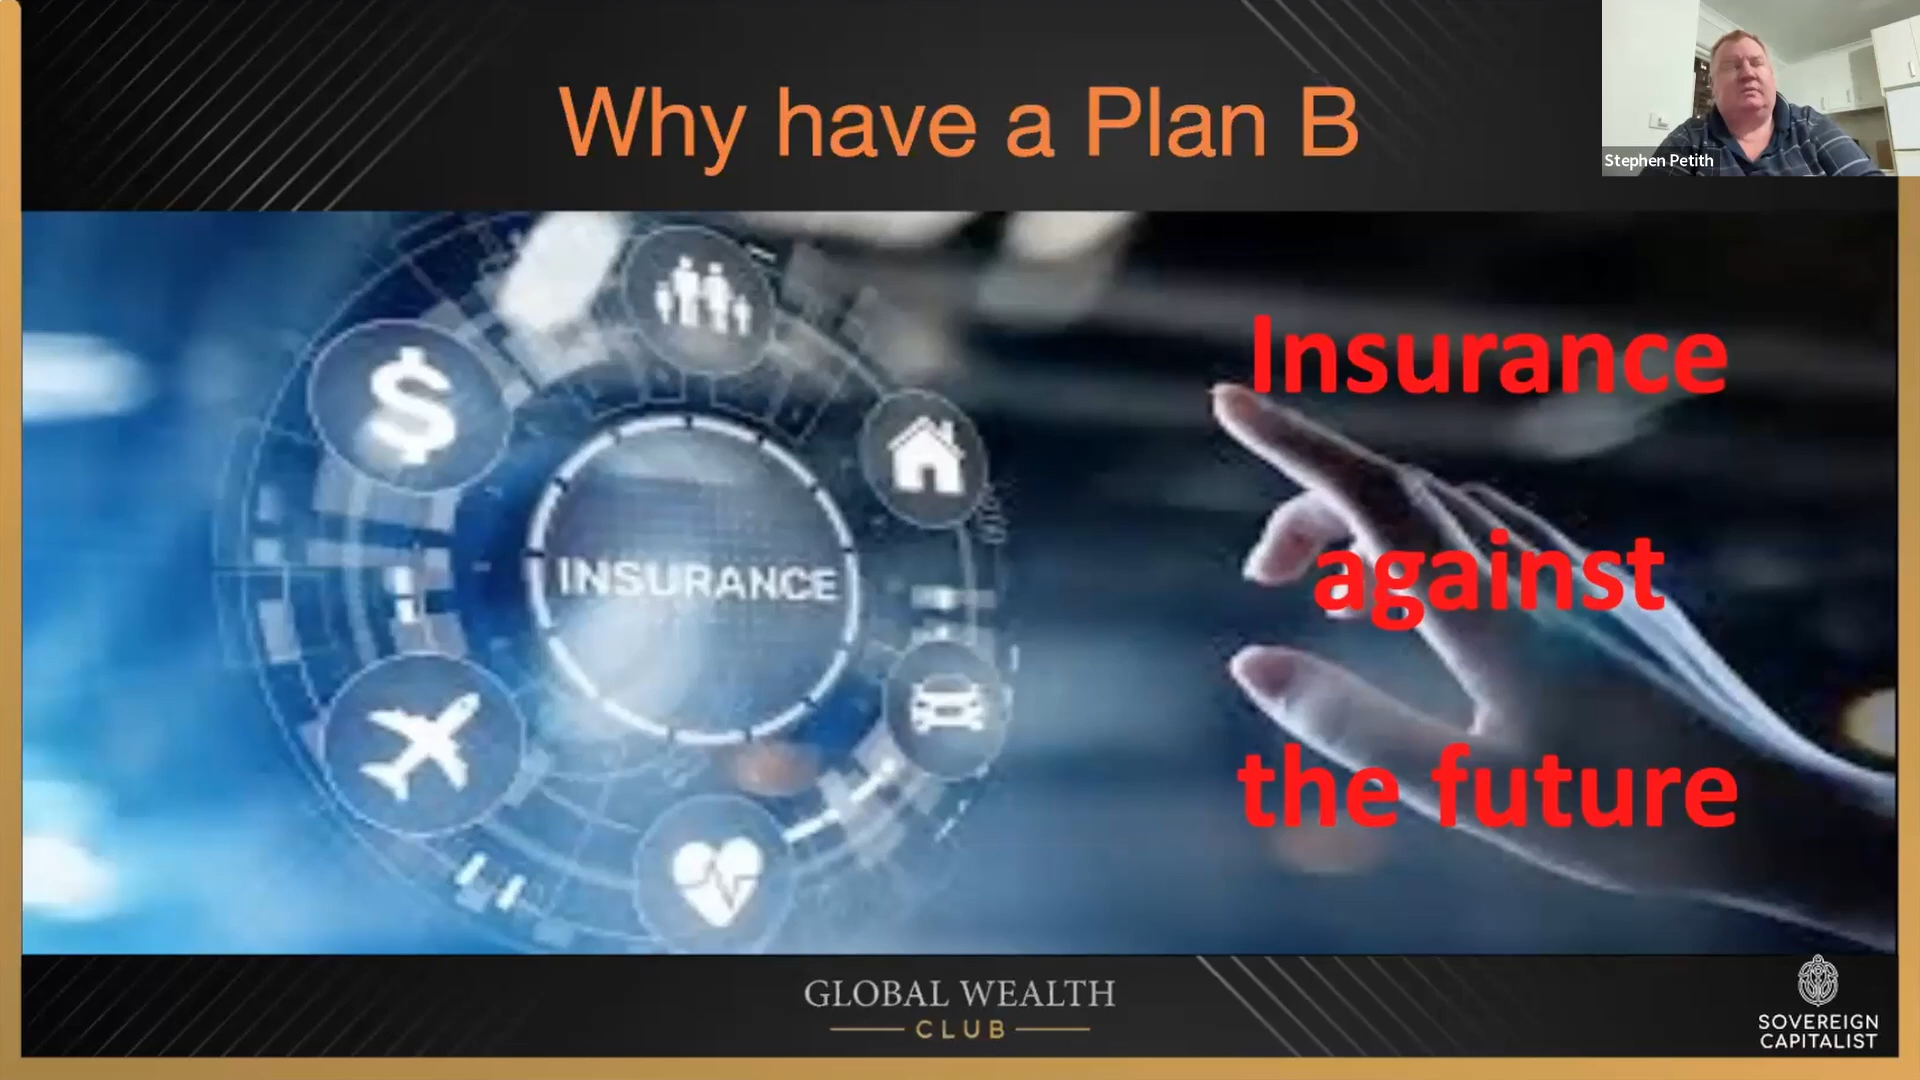 Why have a Plan B
Stephen Petith
Insurance
against
the future
INSURANCE
GLOBAL WEALTH
CLUB
SOVEREIGN
CAPITALIST